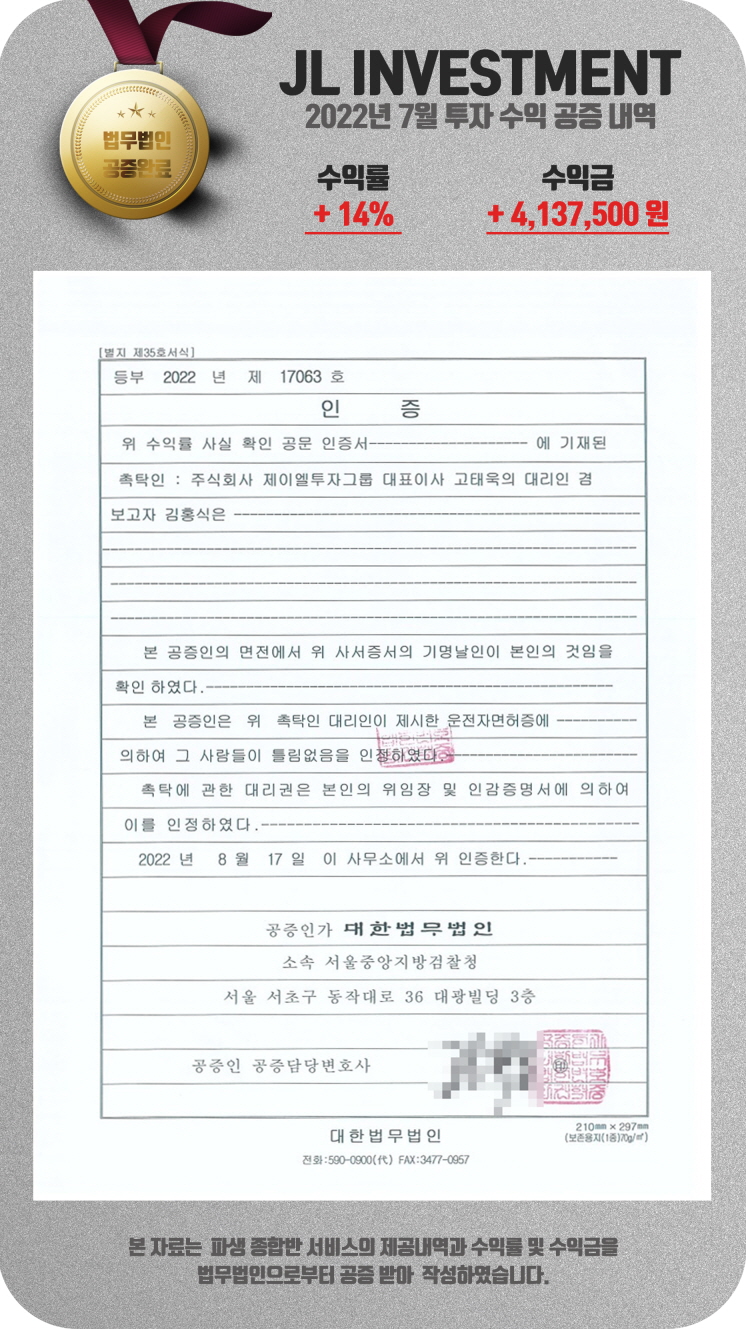 법무법인
공증완료
JL INVESTMENT
2022년 7월 투자 수익 공증 내역
수익률
+ 14%
수익금
+ 4,137,500 원
[별지 제35호서식]
등부 2022 년 제 17063 호
인 증
위 수익률 사실 확인 공문 인증서-------------------- 에 기재된
촉탁인 : 주식회사 제이엘투자그룹 대표이사 고태욱의 대리인 겸
보고자 김홍식은 ---------------------------------------------------
본 공증인의 면전에서 위 사서증서의 기명날인이 본인의 것임을
확인 하였다.---------------------------------------------------
본 공증인은 위 촉탁인 대리인이 제시한 운전자면허증에 ----------
의하여 그 사람들이 틀림없음을 인정하였다.------------------------
촉탁에 관한 대리권은 본인의 위임장 및 인감증명서에 의하여
이를 인정하였다.-----------------------------------------------
2022 년 8 월 17 일 이 사무소에서 위 인증한다.-----------
공증인가 대한법무법인
소속 서울중앙지방검찰청
서울 서초구 동작대로 36 대광빌딩 3층
공증인 공증담당변호사
대한법무법인
210㎜ × 297㎜
(보존용지(1종)70g/㎡)
전화:590-0900(代) FAX:3477-0957
본 자료는 파생 종합반 서비스의 제공내역과 수익률 및 수익금을
법무법인으로부터 공증 받아 작성하였습니다.